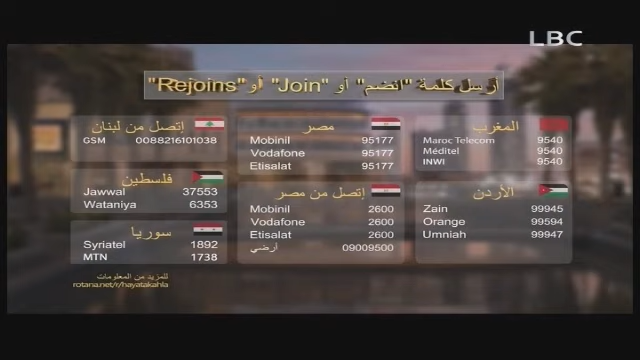 LBC
أرسل كلمة "انضم" أو "Join" أو "Rejoins"
إتصل من لبنان
GSM 0088216101038
فلسطين
Jawwal 37553
Wataniya 6353
سوريا
Syriatel 1892
MTN 1738
للمزيد من المعلومات
rotana.net/r/hayatakahla
مصر
Mobinil 95177
Vodafone 95177
Etisalat 95177
إتصل من مصر
Mobinil 2600
Vodafone 2600
Etisalat 2600
أرضي 09009500
المغرب
Maroc Telecom 9540
Méditel 9540
INWI 9540
الأردن
Zain 99945
Orange 99594
Umniah 99947